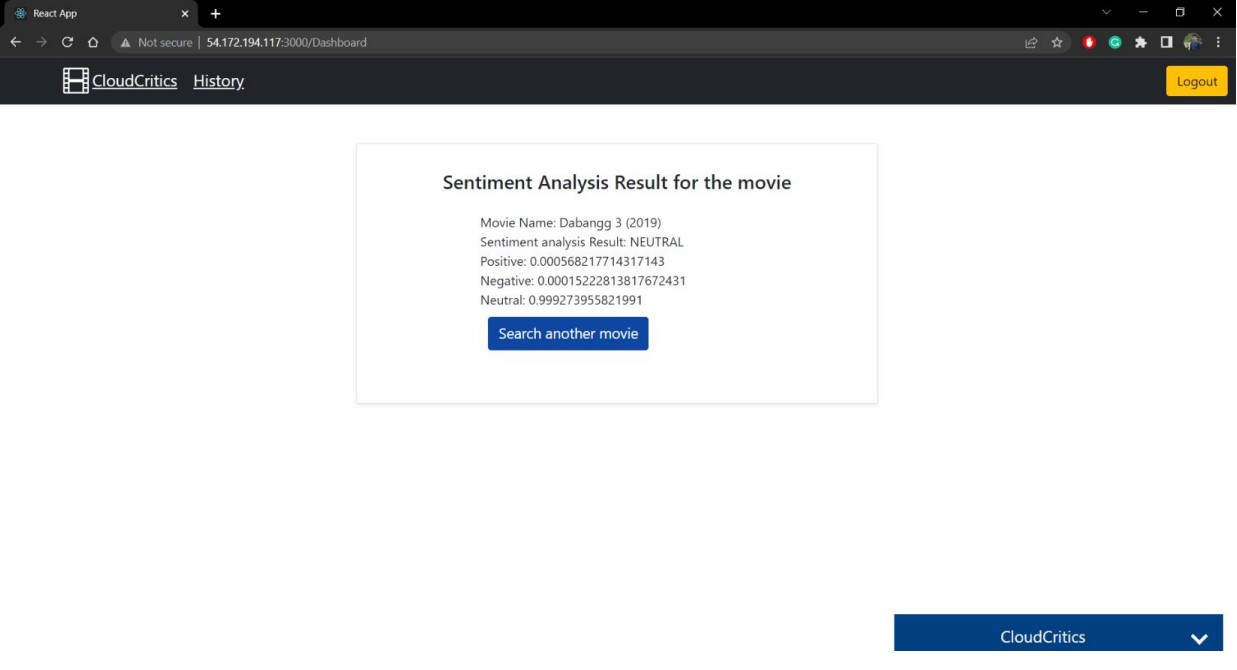 React App
Not secure | 54.172.194.117:3000/Dashboard
CloudCritics History
Logout
Sentiment Analysis Result for the movie
Movie Name: Dabangg 3 (2019)
Sentiment analysis Result: NEUTRAL
Positive: 0.000568217714317143
Negative: 0.00015222813817672431
Neutral: 0.999273955821991
Search another movie
CloudCritics